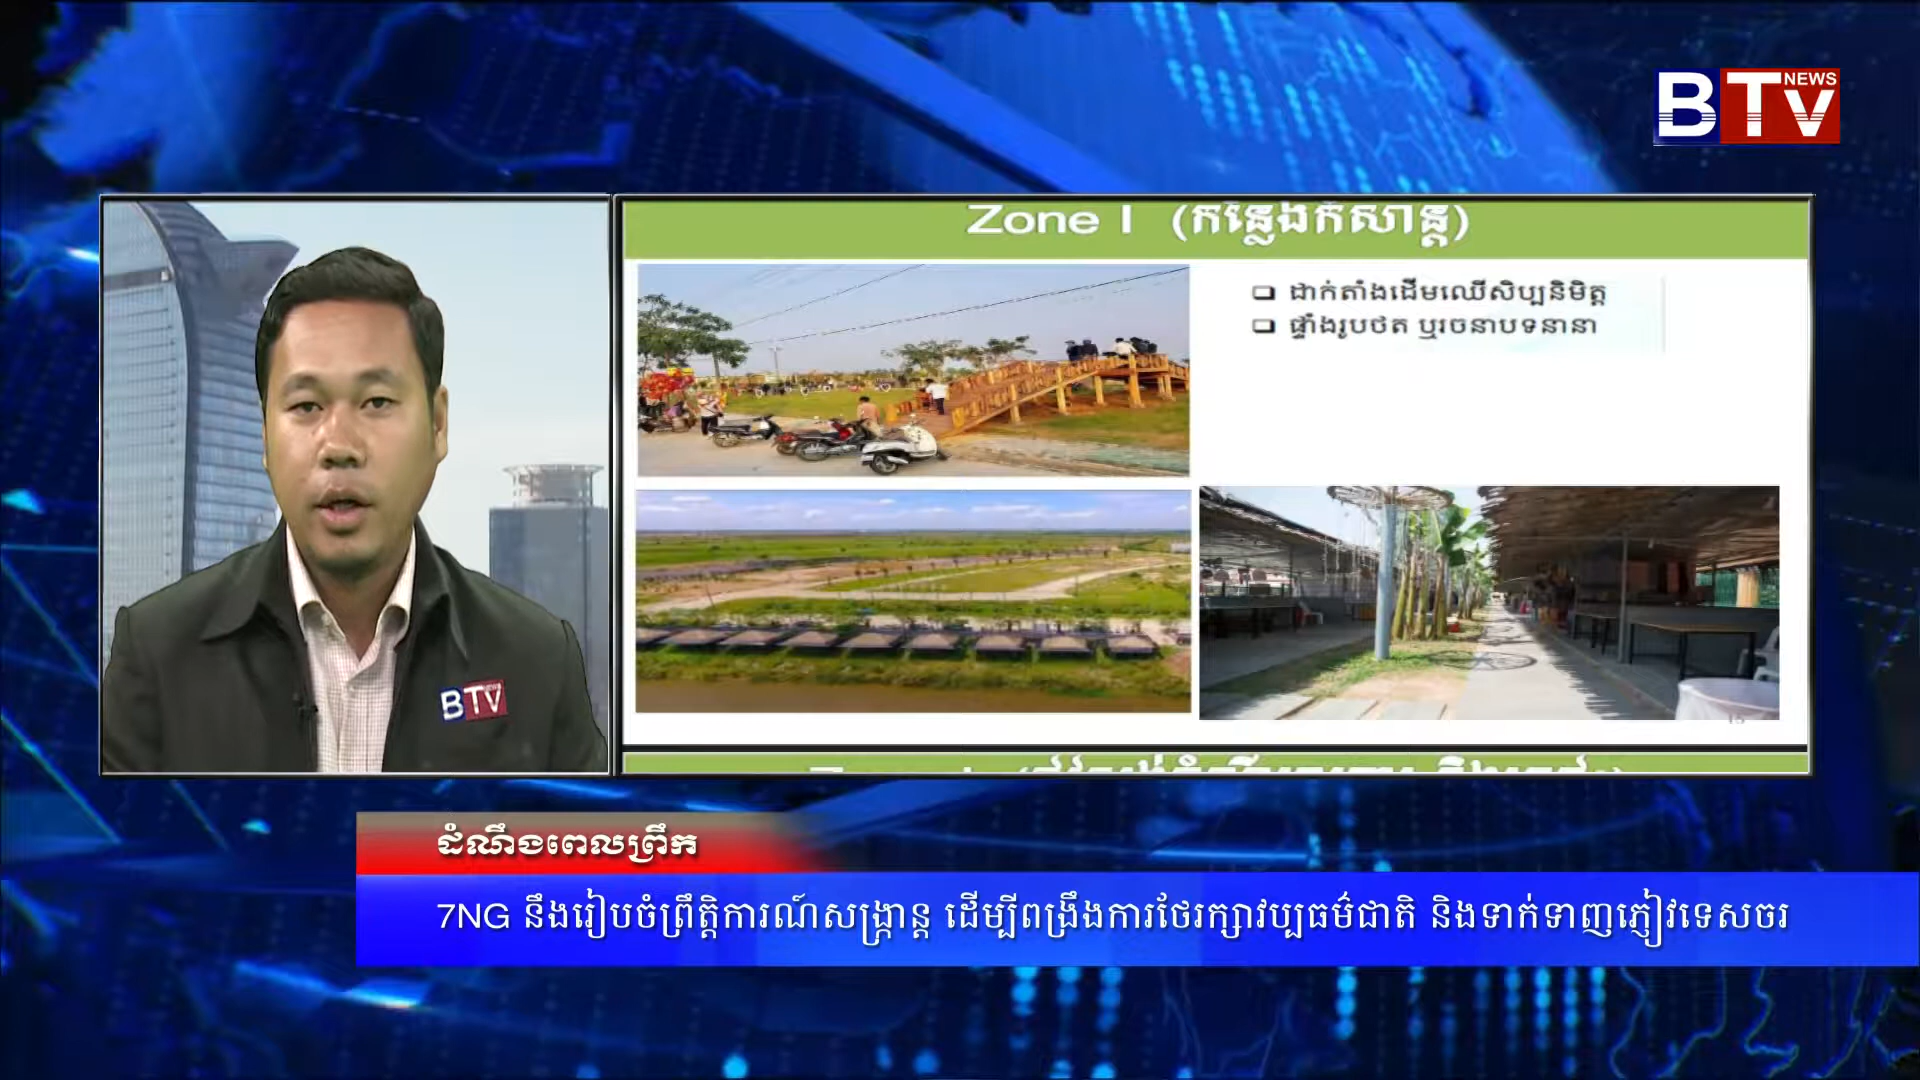 BTV NEWS
Zone I (កន្លែងកំសាន្ត)
ដាក់តាំងដើមឈើសិប្បនិមិត្ត
ផ្ទាំងរូបថត ឬរចនាបទនានា
15
BTV NEWS
ដំណឹងពេលព្រឹក
7NG នឹងរៀបចំព្រឹត្តិការណ៍សង្ក្រាន្ត ដើម្បីពង្រឹងការថែរក្សាវប្បធម៌ជាតិ និងទាក់ទាញភ្ញៀវទេសចរ